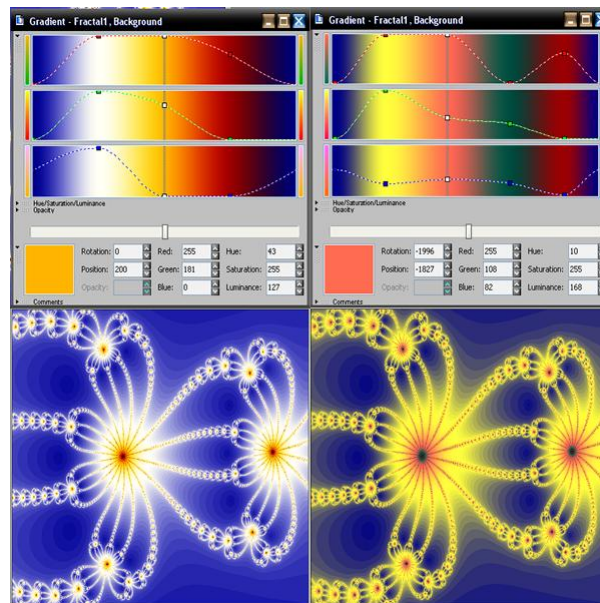 Gradient - Fractal1, Background
Hue/Saturation/Luminance
Opacity
Rotation: 0 Red: 255 Hue: 43
Position: 200 Green: 181 Saturation: 255
Opacity: Blue: 0 Luminance: 127
Comments
Gradient - Fractal1, Background
Hue/Saturation/Luminance
Opacity
Rotation: -1996 Red: 255 Hue: 10
Position: -1827 Green: 108 Saturation: 255
Opacity: Blue: 82 Luminance: 168
Comments